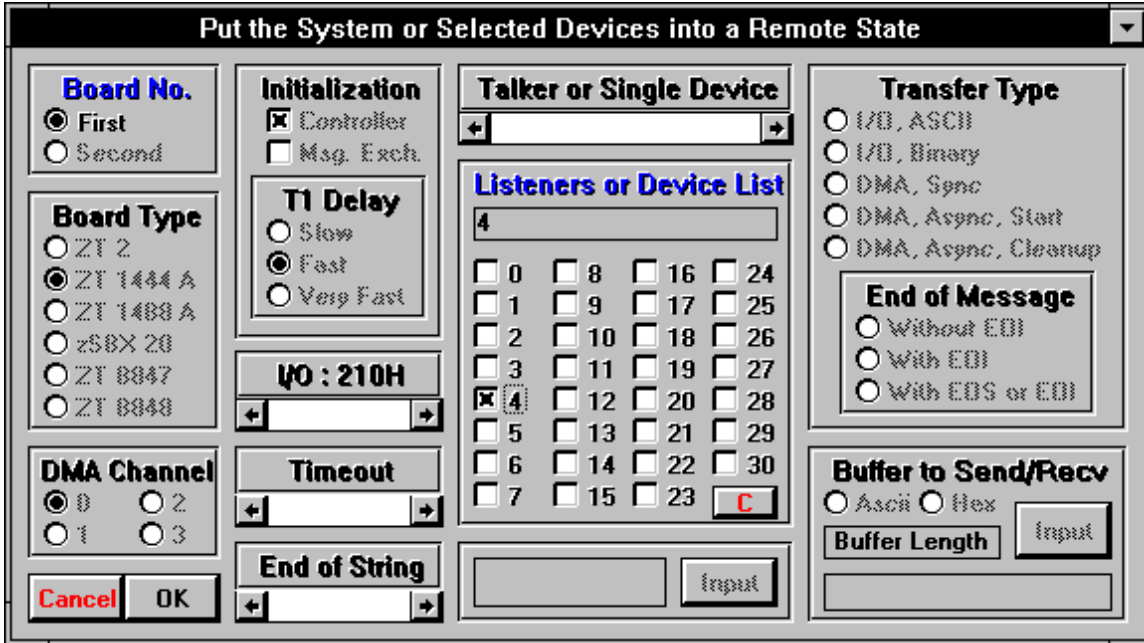 Put the System or Selected Devices into a Remote State
Board No.
First
Second
Board Type
ZT 2
ZT 1444 A
ZT 1488 A
zSBX 20
ZT 8847
ZT 8848
DMA Channel
0 2
1 3
Cancel OK
Initialization
Controller
Msg. Exch.
T1 Delay
Slow
Fast
Very Fast
I/O : 210H
Timeout
End of String
Talker or Single Device
Listeners or Device List
4
0 8 16 24
1 9 17 25
2 10 18 26
3 11 19 27
4 12 20 28
5 13 21 29
6 14 22 30
7 15 23 C
Input
Transfer Type
I/O, ASCII
I/O, Binary
DMA, Sync
DMA, Async, Start
DMA, Async, Cleanup
End of Message
Without EOI
With EOI
With EOS or EOI
Buffer to Send/Recv
Ascii Hex
Buffer Length
Input